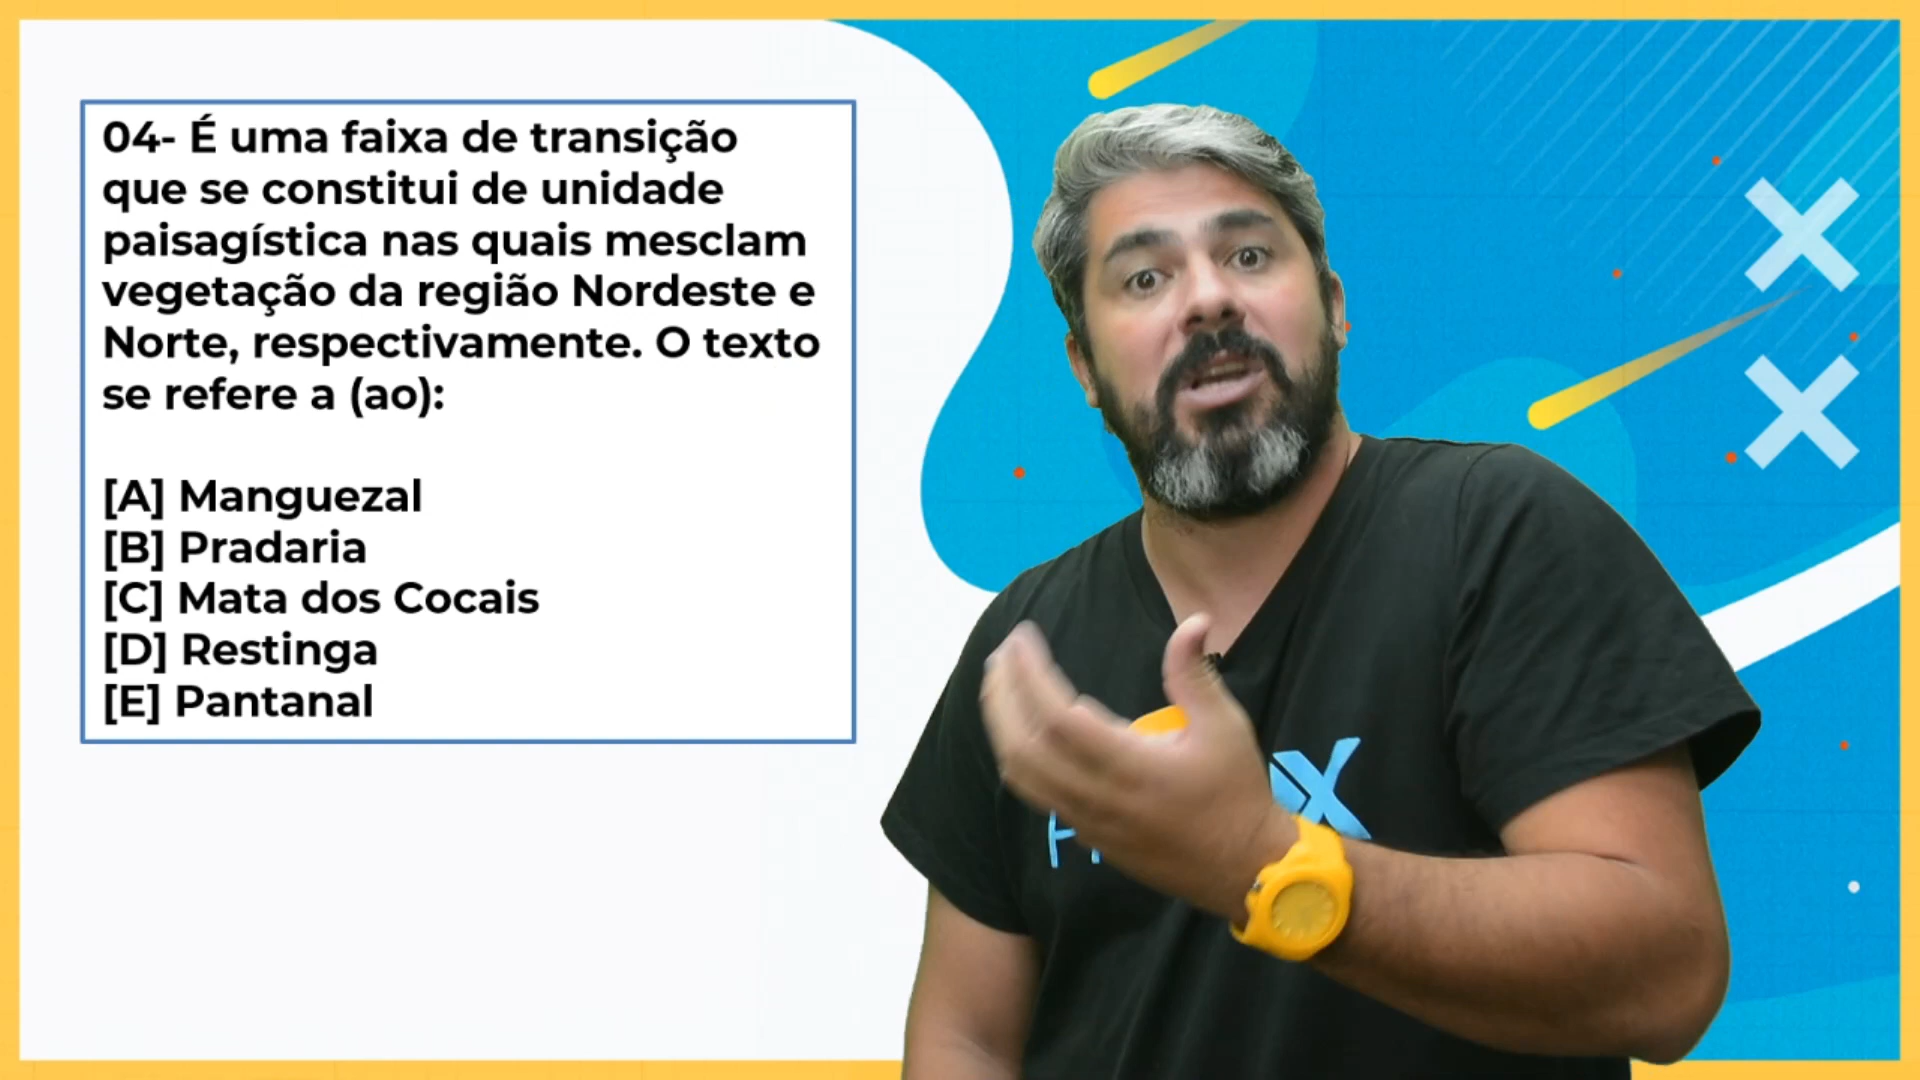 04- É uma faixa de transição
que se constitui de unidade
paisagística nas quais mesclam
vegetação da região Nordeste e
Norte, respectivamente. O texto
se refere a (ao):
[A] Manguezal
[B] Pradaria
[C] Mata dos Cocais
[D] Restinga
[E] Pantanal